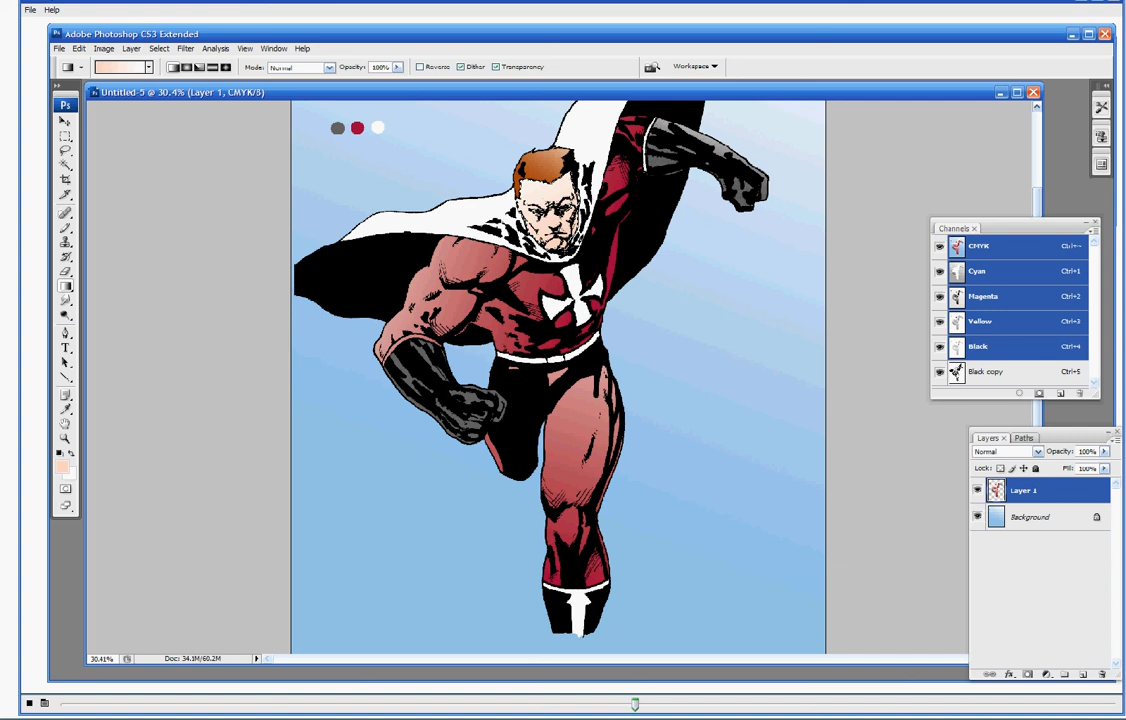 File Help
Adobe Photoshop CS3 Extended
File Edit Image Layer Select Filter Analysis View Window Help
Mode: Normal Opacity: 100% Reverse Dither Transparency Workspace
Untitled-5 @ 30.4% (Layer 1, CMYK/8)
Ps
Channels
CMYK Ctrl+~
Cyan Ctrl+1
Magenta Ctrl+2
Yellow Ctrl+3
Black Ctrl+4
Black copy Ctrl+5
Layers Paths
Normal Opacity: 100%
Lock: Fill: 100%
Layer 1
Background
30.41% Doc: 34.1M/60.2M